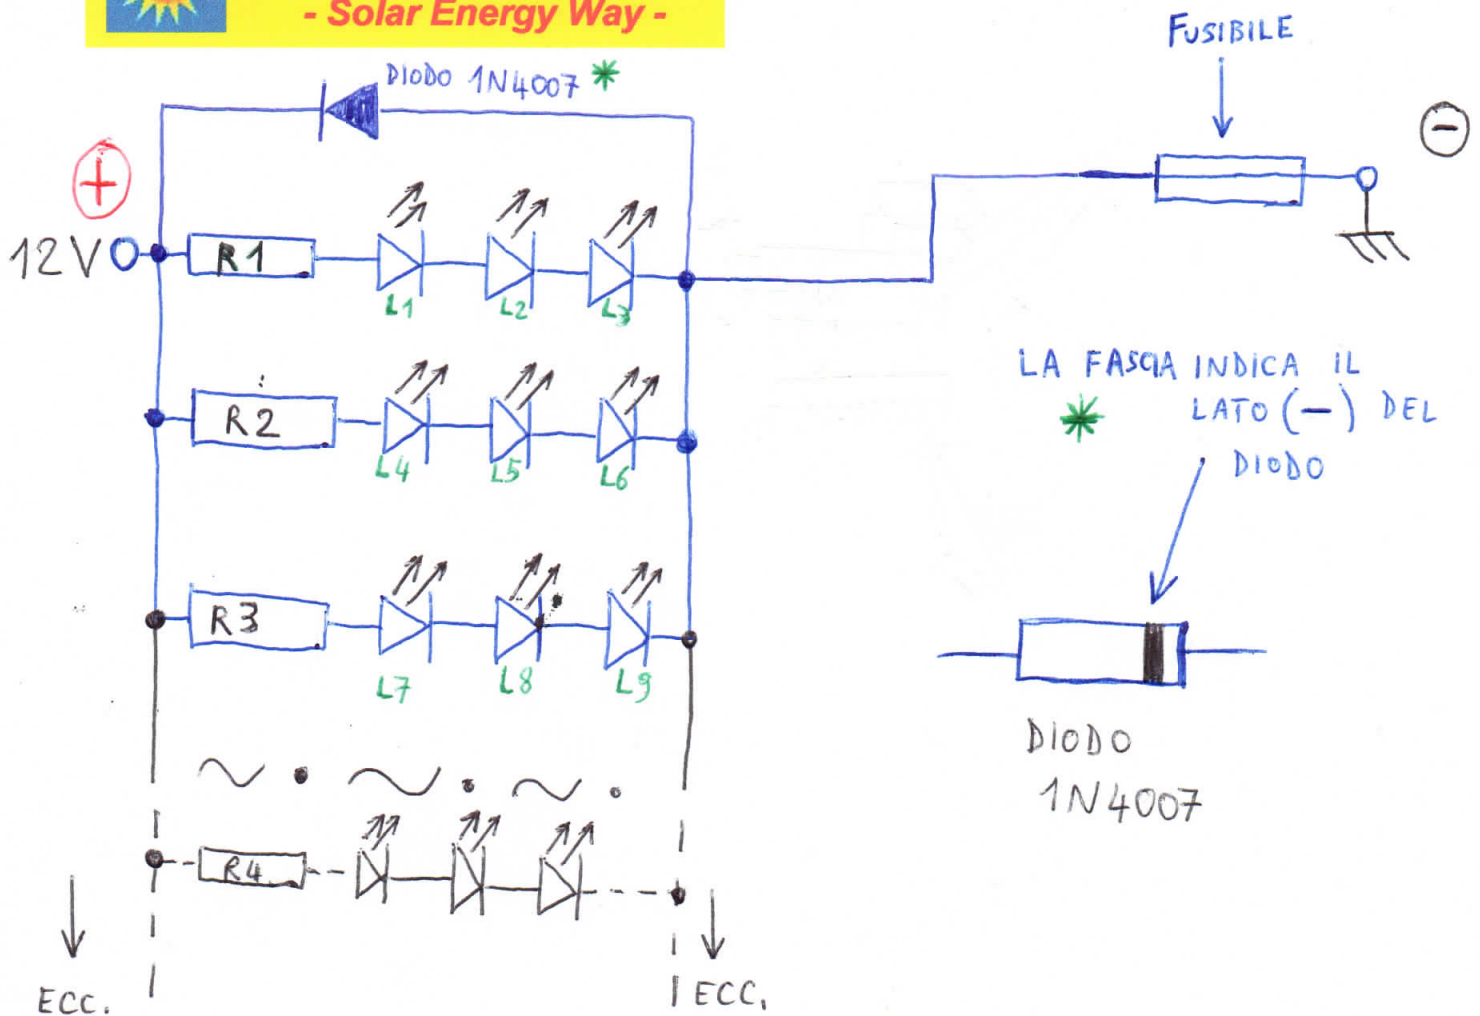 - Solar Energy Way -
DIODO 1N4007 *
FUSIBILE
+
-
12V
R1
L1 L2 L3
LA FASCIA INDICA IL
* LATO (-) DEL
DIODO
R2
L4 L5 L6
R3
L7 L8 L9
DIODO
1N4007
R4
ECC.
ECC.